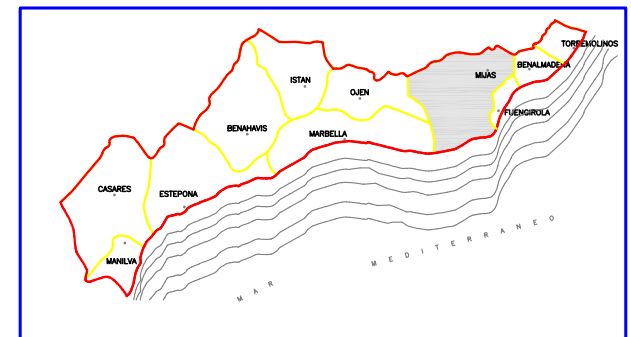 TORREMOLINOS
BENALMADENA
MIJAS
ISTAN
OJEN
FUENGIROLA
BENAHAVIS
MARBELLA
CASARES
ESTEPONA
MANILVA
MAR MEDITERRANEO